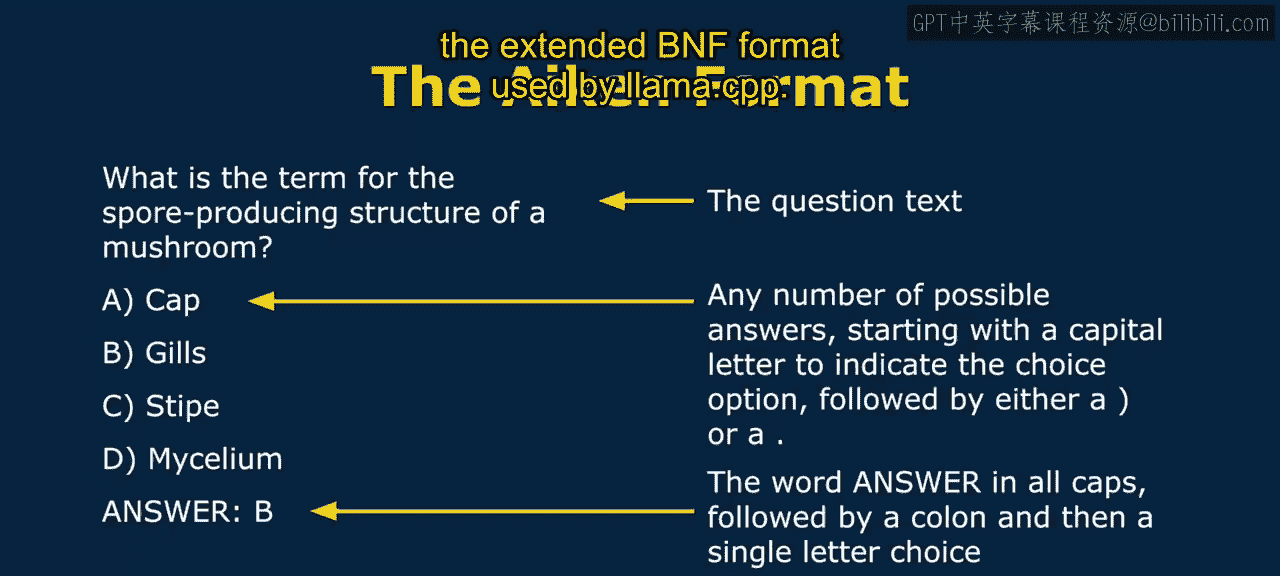 GPT中英字幕课程资源@bilibili.com
the extended BNF format
used by llama.cpp.
The Aiken Format
What is the term for the
spore-producing structure of a
mushroom?
The question text
A) Cap
B) Gills
C) Stipe
D) Mycelium
Any number of possible
answers, starting with a capital
letter to indicate the choice
option, followed by either a )
or a .
ANSWER: B
The word ANSWER in all caps,
followed by a colon and then a
single letter choice